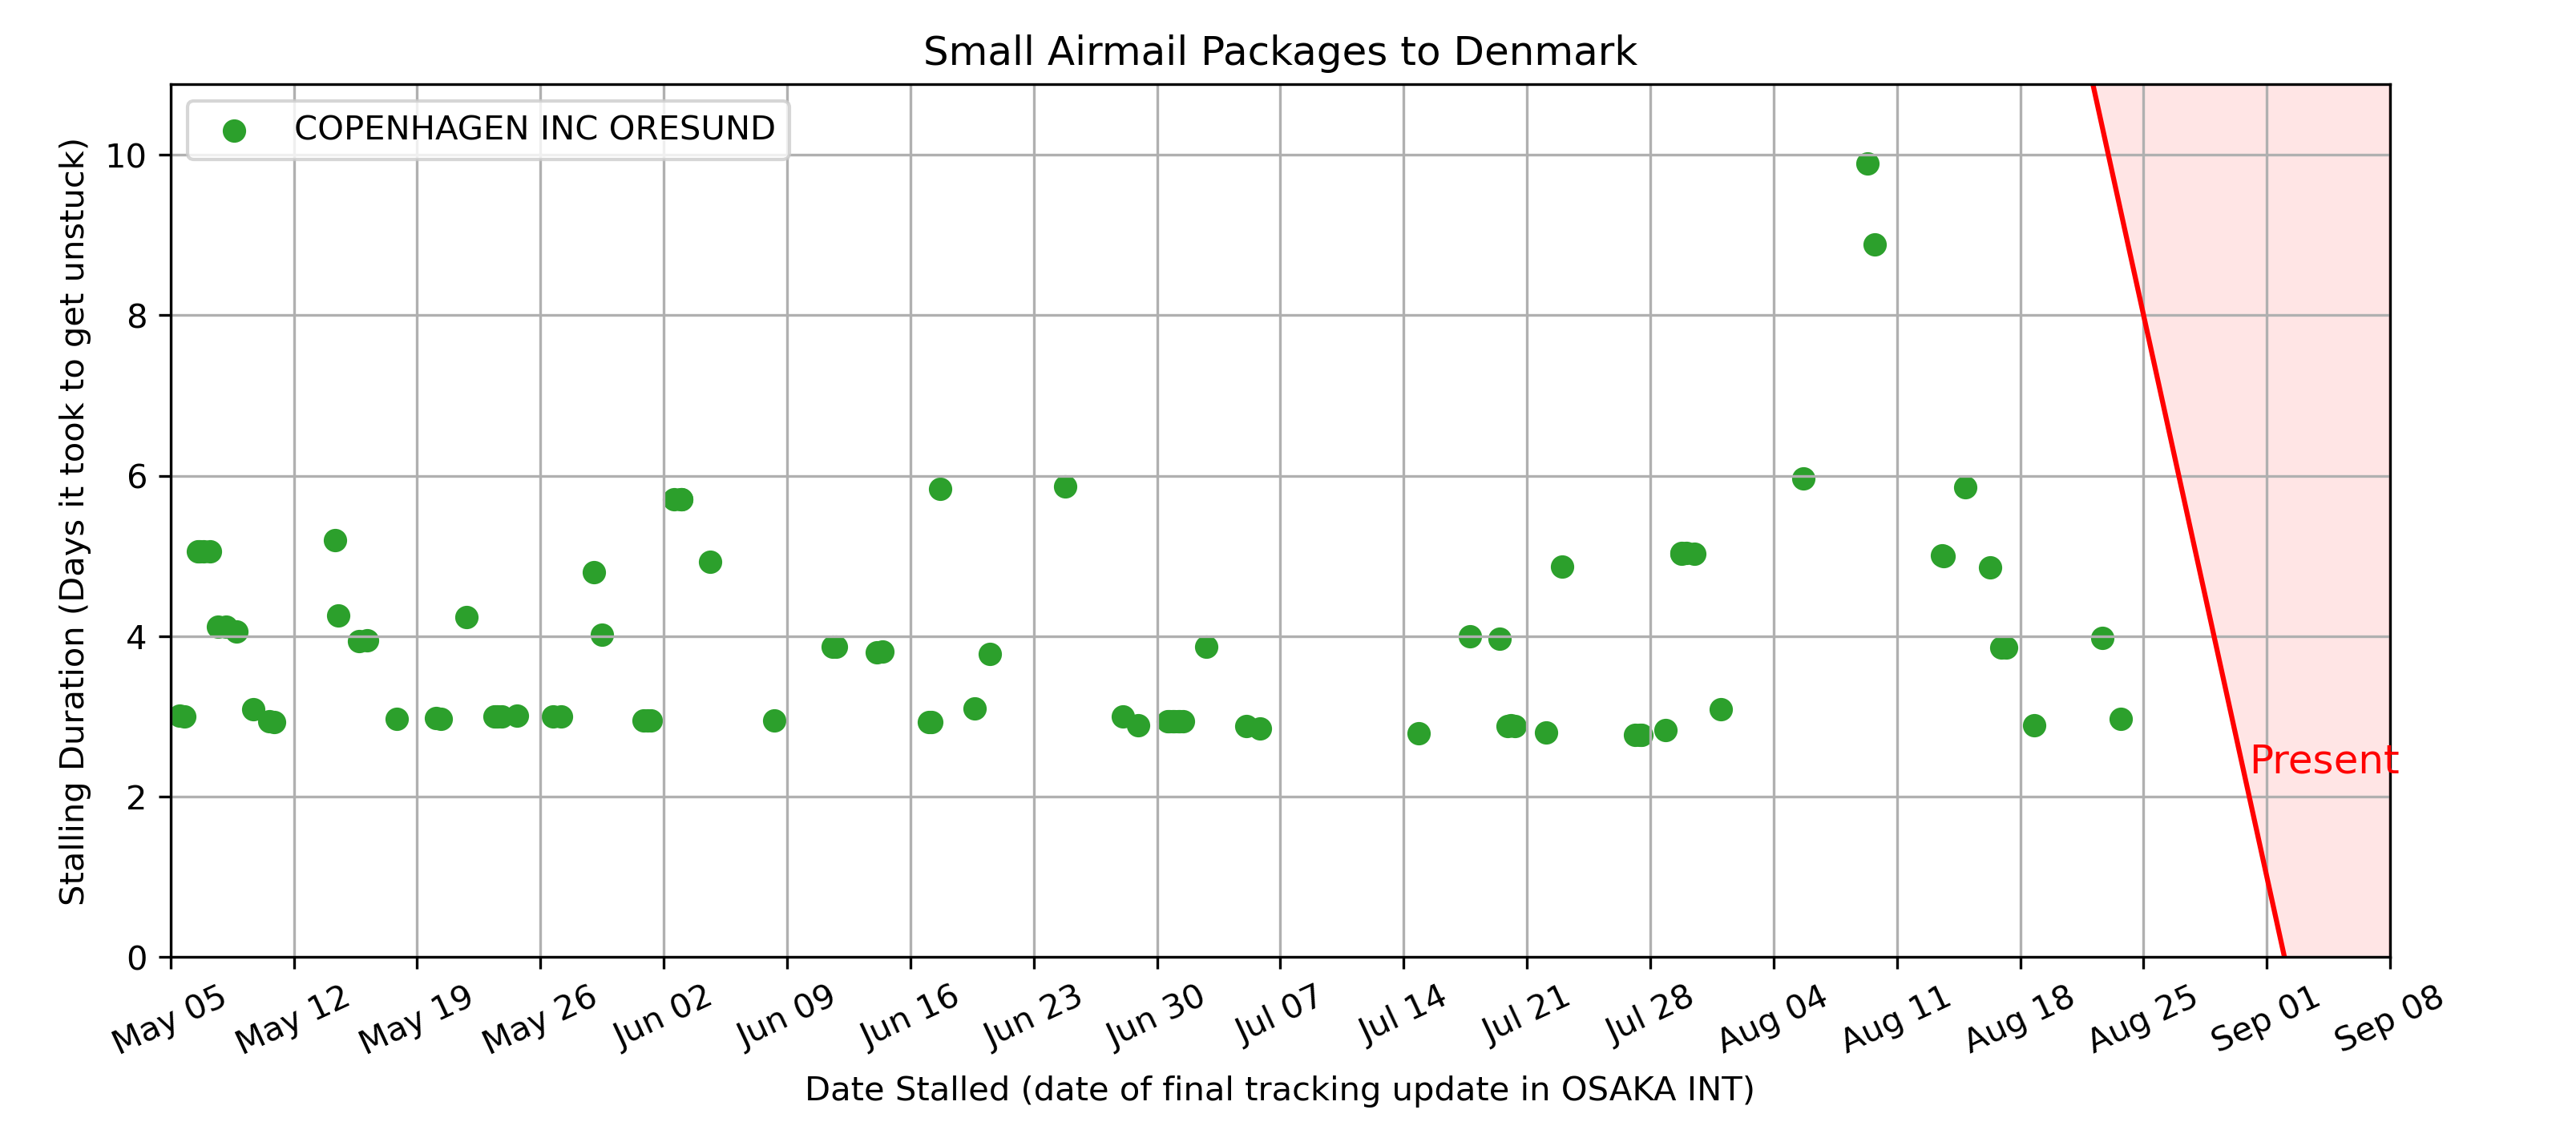 Small Airmail Packages to Denmark
COPENHAGEN INC ORESUND
Stalling Duration (Days it took to get unstuck)
10
8
6
4
2
0
Present
May 05 May 12 May 19 May 26 Jun 02 Jun 09 Jun 16 Jun 23 Jun 30 Jul 07 Jul 14 Jul 21 Jul 28 Aug 04 Aug 11 Aug 18 Aug 25 Sep 01 Sep 08
Date Stalled (date of final tracking update in OSAKA INT)